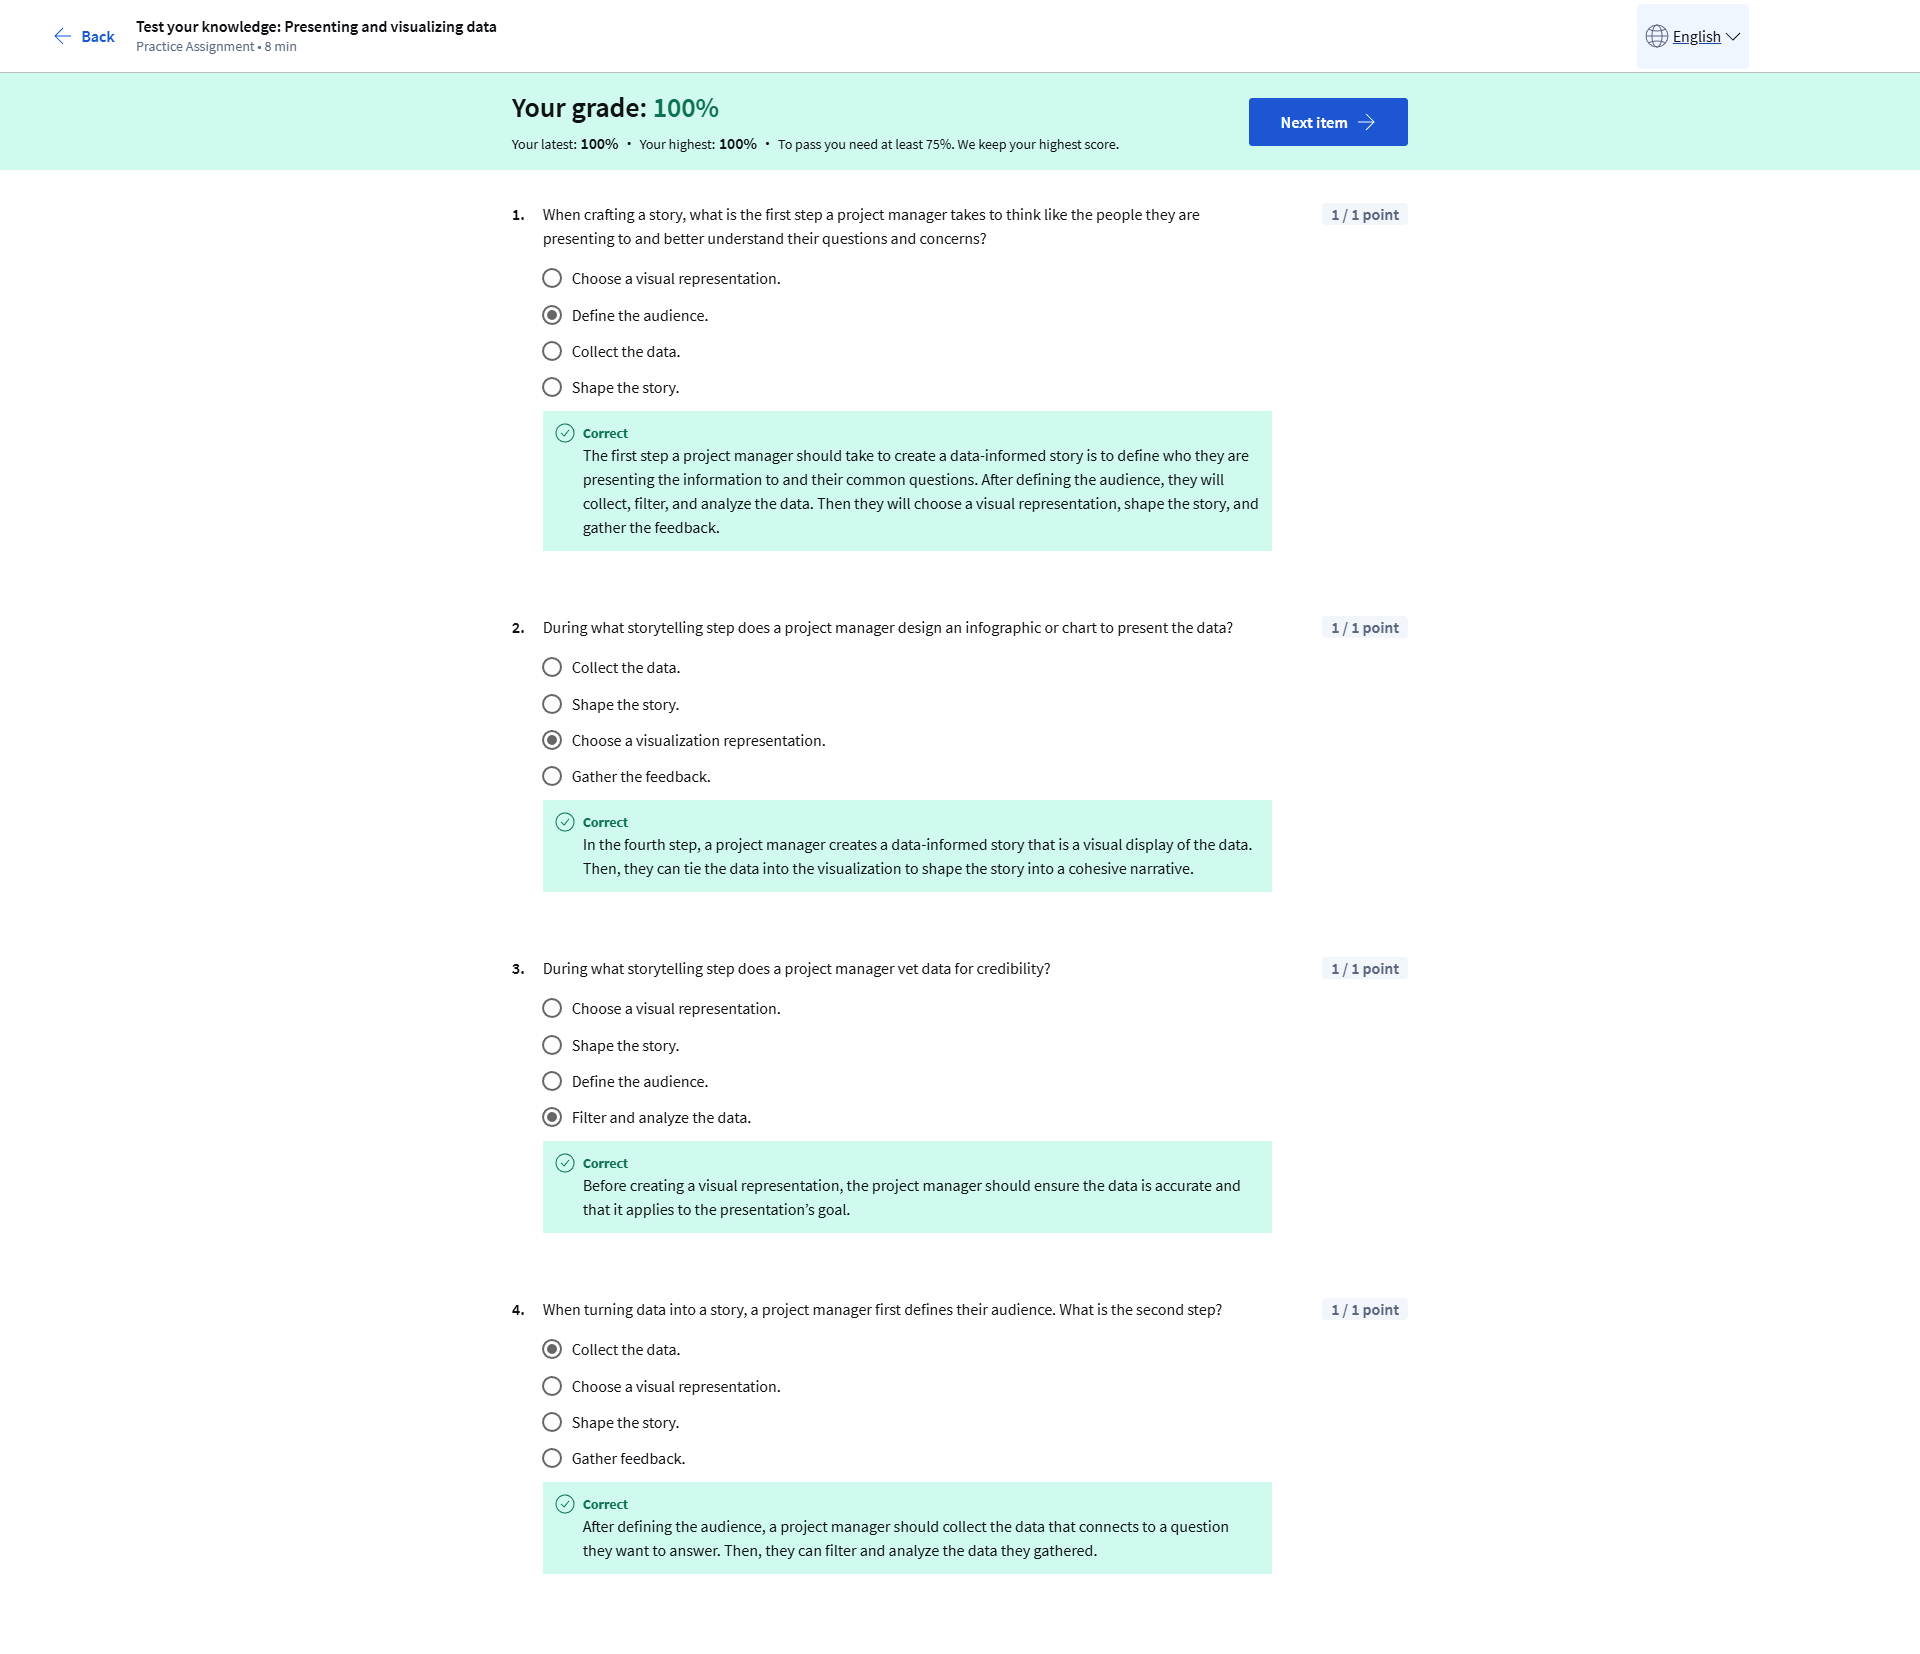 Back
Test your knowledge: Presenting and visualizing data
Practice Assignment • 8 min
English
Your grade: 100%
Your latest: 100% • Your highest: 100% • To pass you need at least 75%. We keep your highest score.
Next item
1. When crafting a story, what is the first step a project manager takes to think like the people they are
presenting to and better understand their questions and concerns?
1 / 1 point
Choose a visual representation.
Define the audience.
Collect the data.
Shape the story.
Correct
The first step a project manager should take to create a data-informed story is to define who they are
presenting the information to and their common questions. After defining the audience, they will
collect, filter, and analyze the data. Then they will choose a visual representation, shape the story, and
gather the feedback.
2. During what storytelling step does a project manager design an infographic or chart to present the data?
1 / 1 point
Collect the data.
Shape the story.
Choose a visualization representation.
Gather the feedback.
Correct
In the fourth step, a project manager creates a data-informed story that is a visual display of the data.
Then, they can tie the data into the visualization to shape the story into a cohesive narrative.
3. During what storytelling step does a project manager vet data for credibility?
1 / 1 point
Choose a visual representation.
Shape the story.
Define the audience.
Filter and analyze the data.
Correct
Before creating a visual representation, the project manager should ensure the data is accurate and
that it applies to the presentation’s goal.
4. When turning data into a story, a project manager first defines their audience. What is the second step?
1 / 1 point
Collect the data.
Choose a visual representation.
Shape the story.
Gather feedback.
Correct
After defining the audience, a project manager should collect the data that connects to a question
they want to answer. Then, they can filter and analyze the data they gathered.